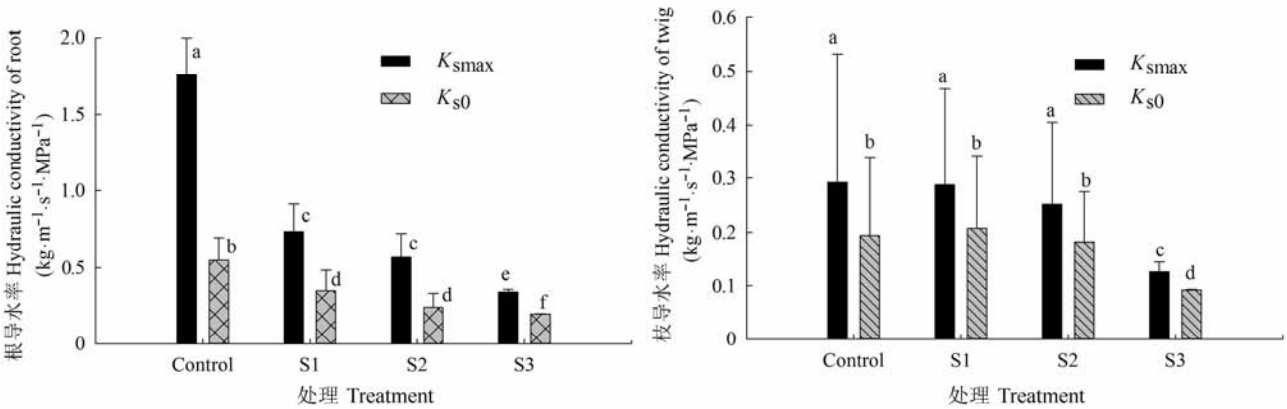 根导水率 Hydraulic conductivity of root
(kg·m⁻¹·s⁻¹·MPa⁻¹)
2.0
1.5
1.0
0.5
0
a
b
c
d
c
d
e
f
Ksmax
Ks0
Control
S1
S2
S3
处理 Treatment
枝导水率 Hydraulic conductivity of twig
(kg·m⁻¹·s⁻¹·MPa⁻¹)
0.6
0.5
0.4
0.3
0.2
0.1
0
a
b
a
b
a
b
c
d
Ksmax
Ks0
Control
S1
S2
S3
处理 Treatment